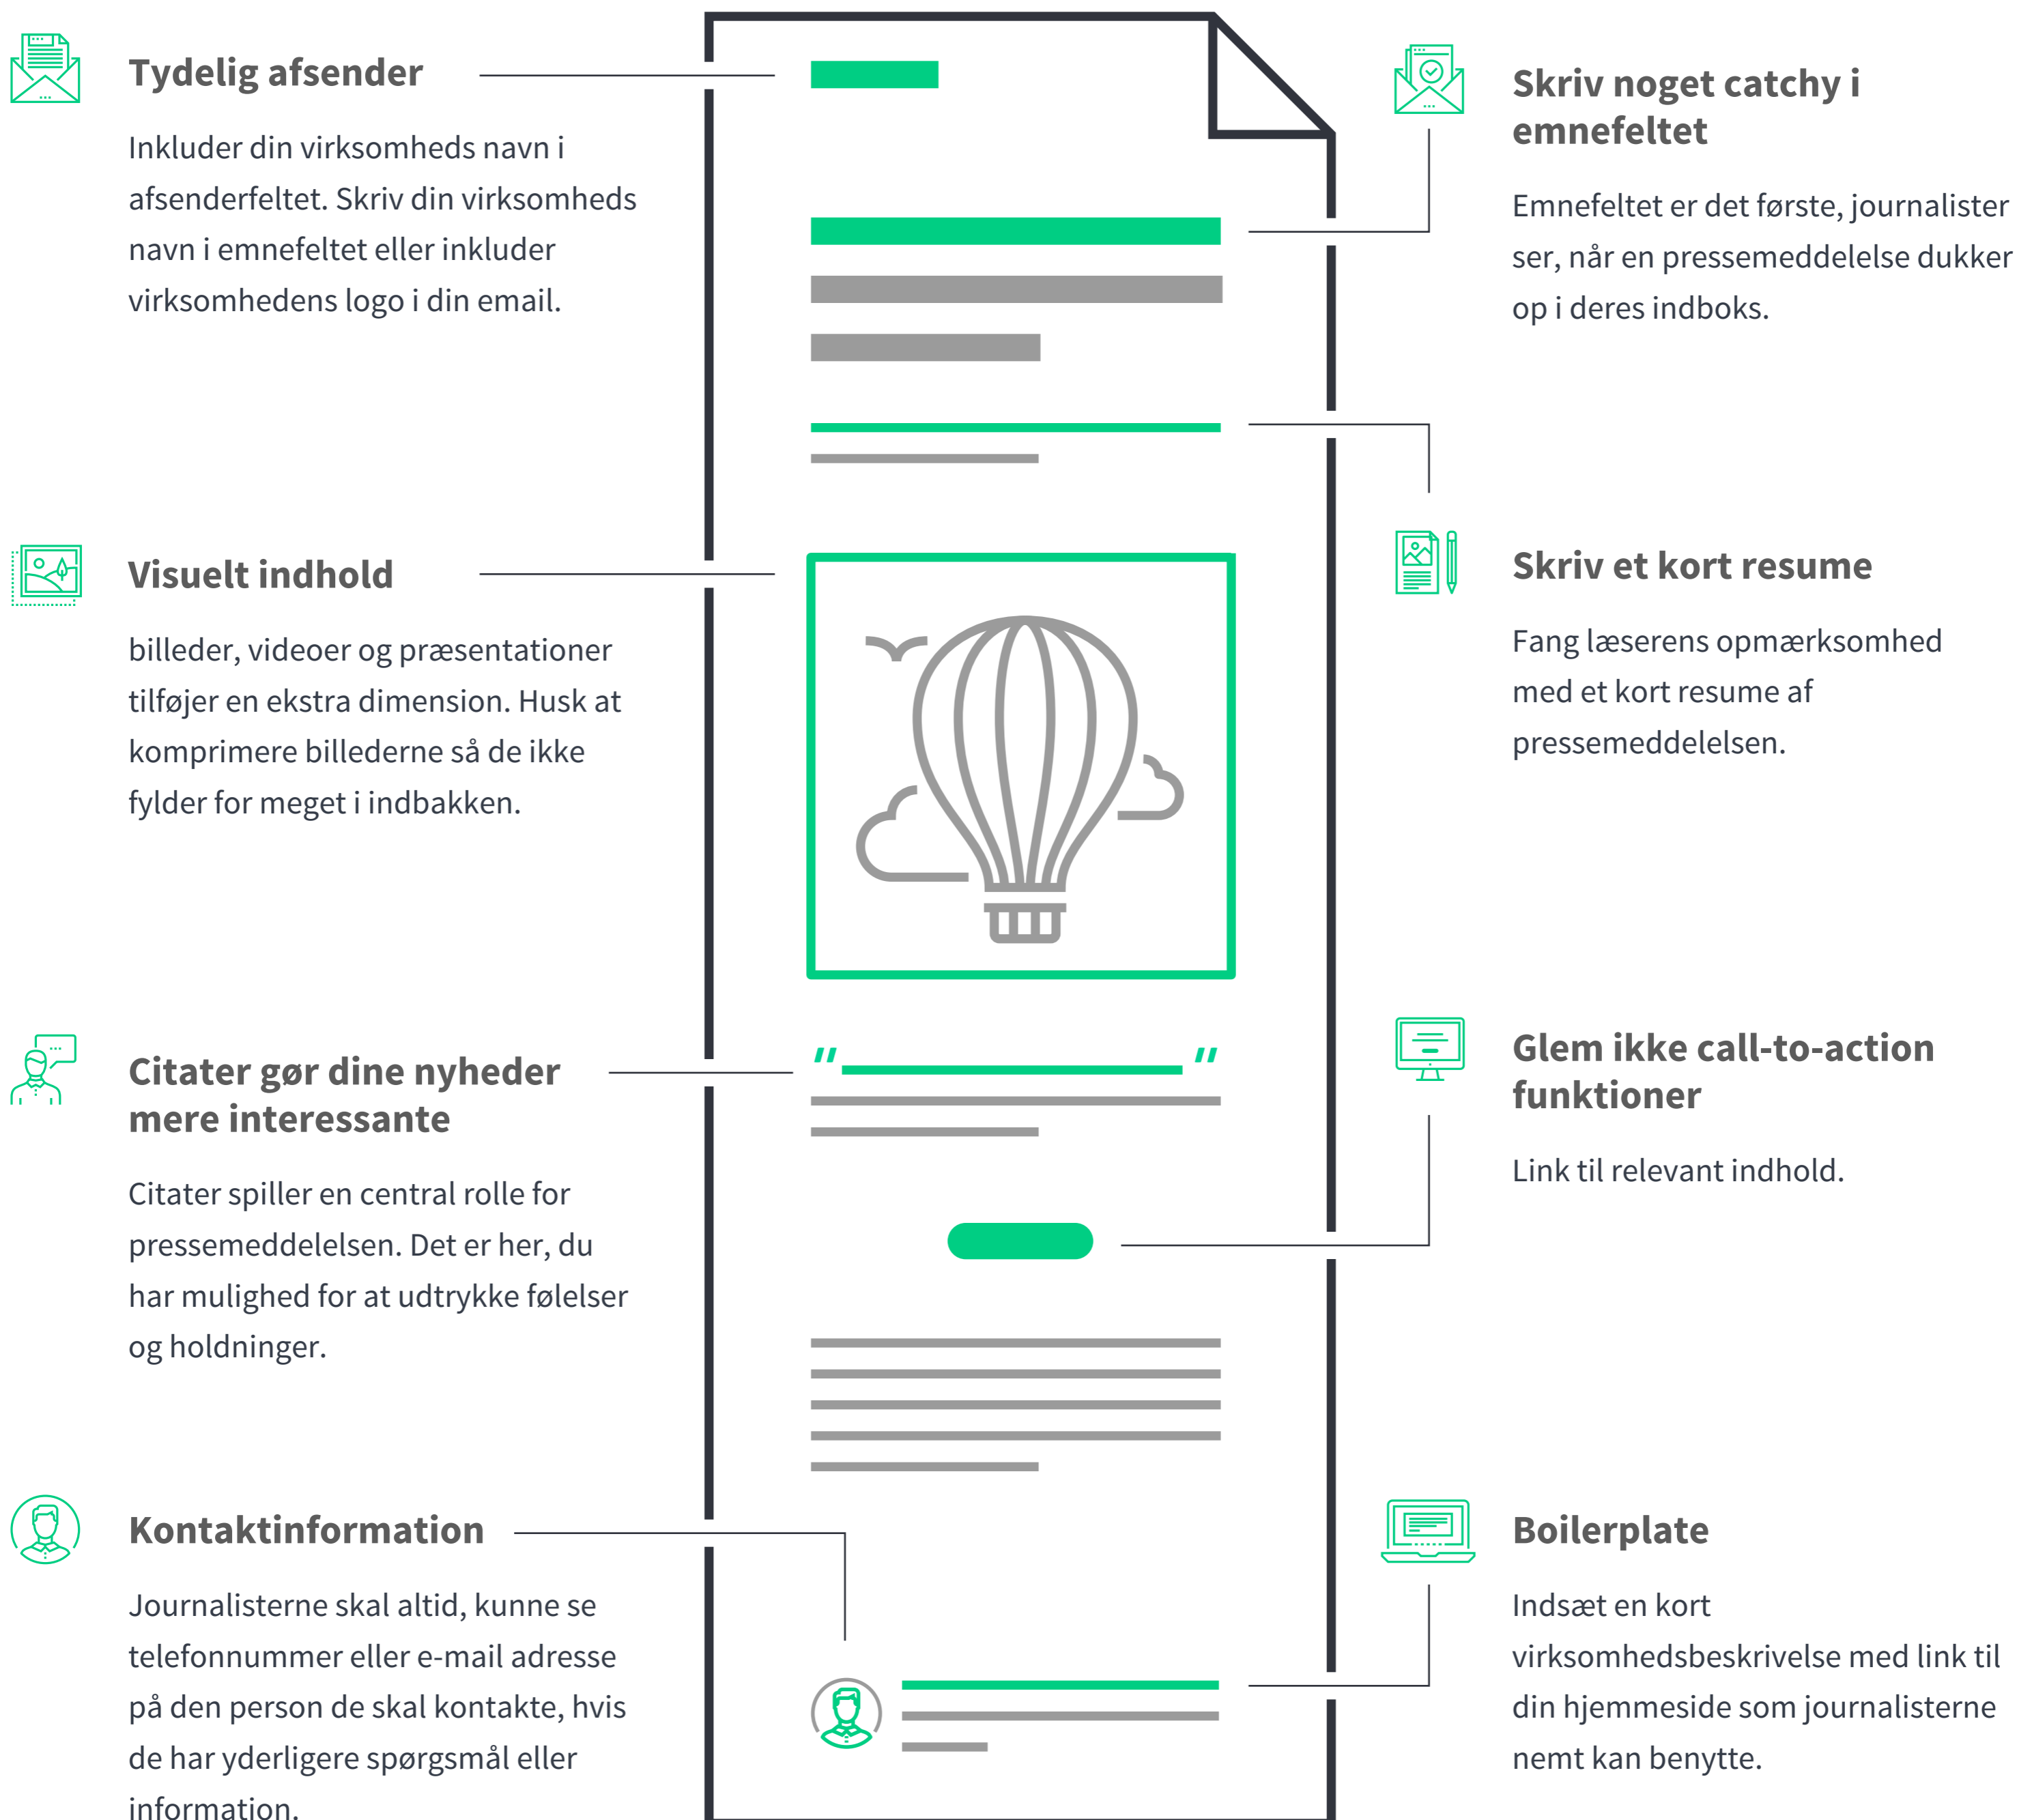 Tydelig afsender
Inkluder din virksomheds navn i
afsenderfeltet. Skriv din virksomheds
navn i emnefeltet eller inkluder
virksomhedens logo i din email.
Skriv noget catchy i
emnefeltet
Emnefeltet er det første, journalister
ser, når en pressemeddelelse dukker
op i deres indboks.
Visuelt indhold
billeder, videoer og præsentationer
tilføjer en ekstra dimension. Husk at
komprimere billederne så de ikke
fylder for meget i indbakken.
Skriv et kort resume
Fang læserens opmærksomhed
med et kort resume af
pressemeddelelsen.
Citater gør dine nyheder
mere interessante
Citater spiller en central rolle for
pressemeddelelsen. Det er her, du
har mulighed for at udtrykke følelser
og holdninger.
Glem ikke call-to-action
funktioner
Link til relevant indhold.
Kontaktinformation
Journalisterne skal altid, kunne se
telefonnummer eller e-mail adresse
på den person de skal kontakte, hvis
de har yderligere spørgsmål eller
information.
Boilerplate
Indsæt en kort
virksomhedsbeskrivelse med link til
din hjemmeside som journalisterne
nemt kan benytte.